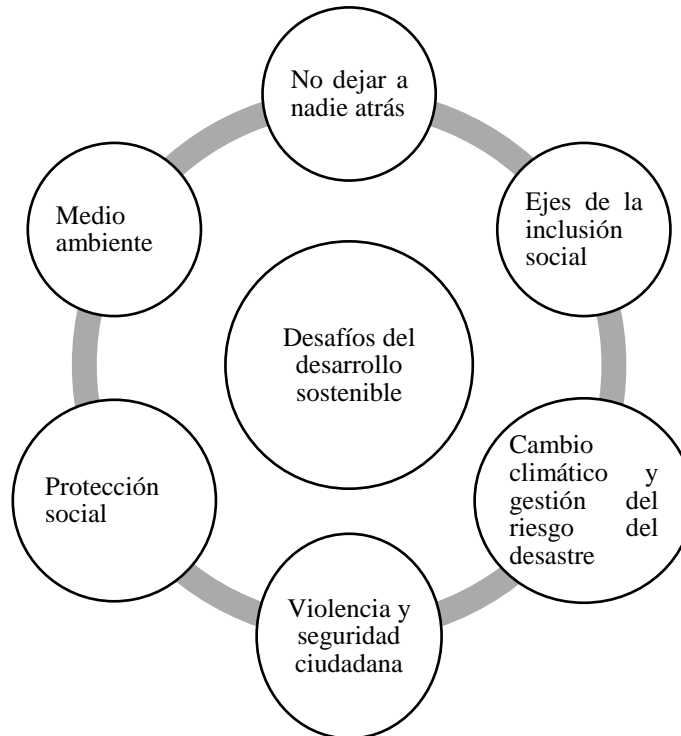 No dejar a
nadie atrás
Ejes de la
inclusión
social
Cambio
climático y
gestión del
riesgo del
desastre
Violencia y
seguridad
ciudadana
Protección
social
Medio
ambiente
Desafíos del
desarrollo
sostenible